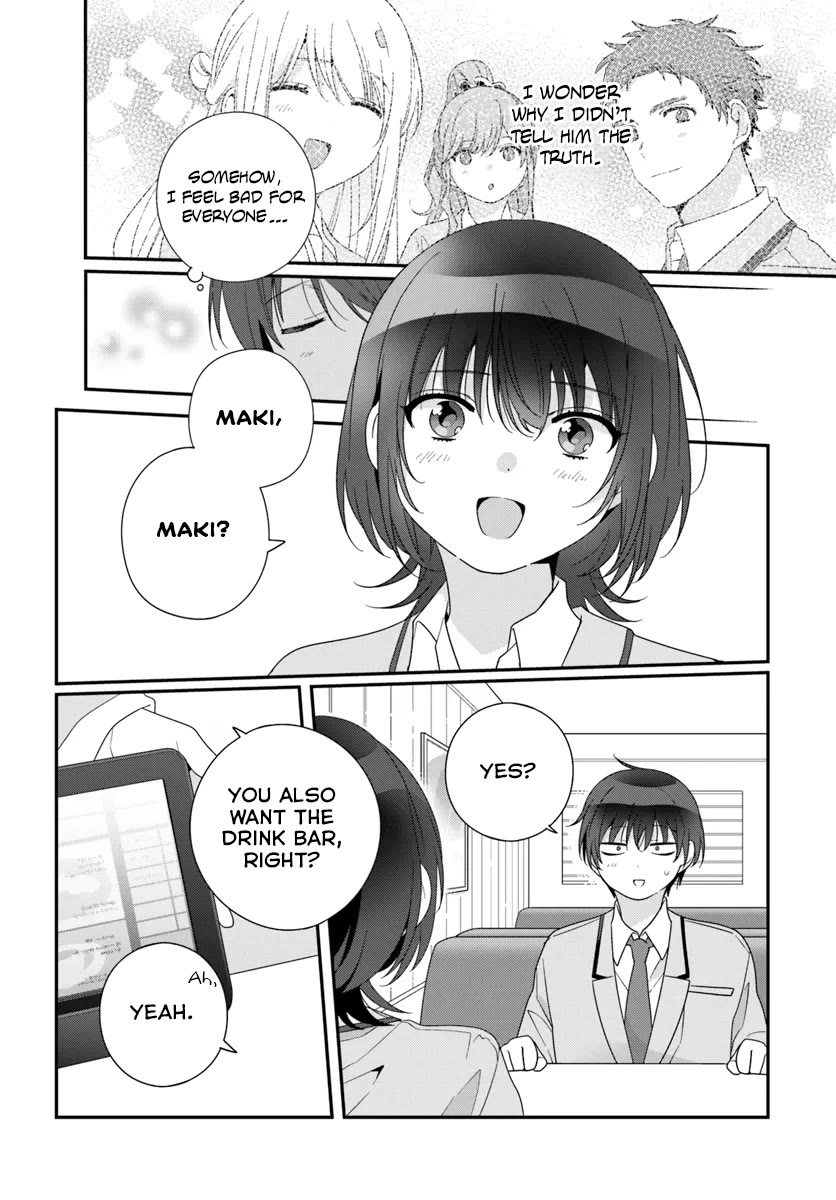 I WONDER
WHY I DIDN'T
TELL HIM THE
TRUTH.
SOMEHOW,
I FEEL BAD FOR
EVERYONE...
MAKI,
MAKI?
YES?
YOU ALSO
WANT THE
DRINK BAR,
RIGHT?
Ah,
YEAH.